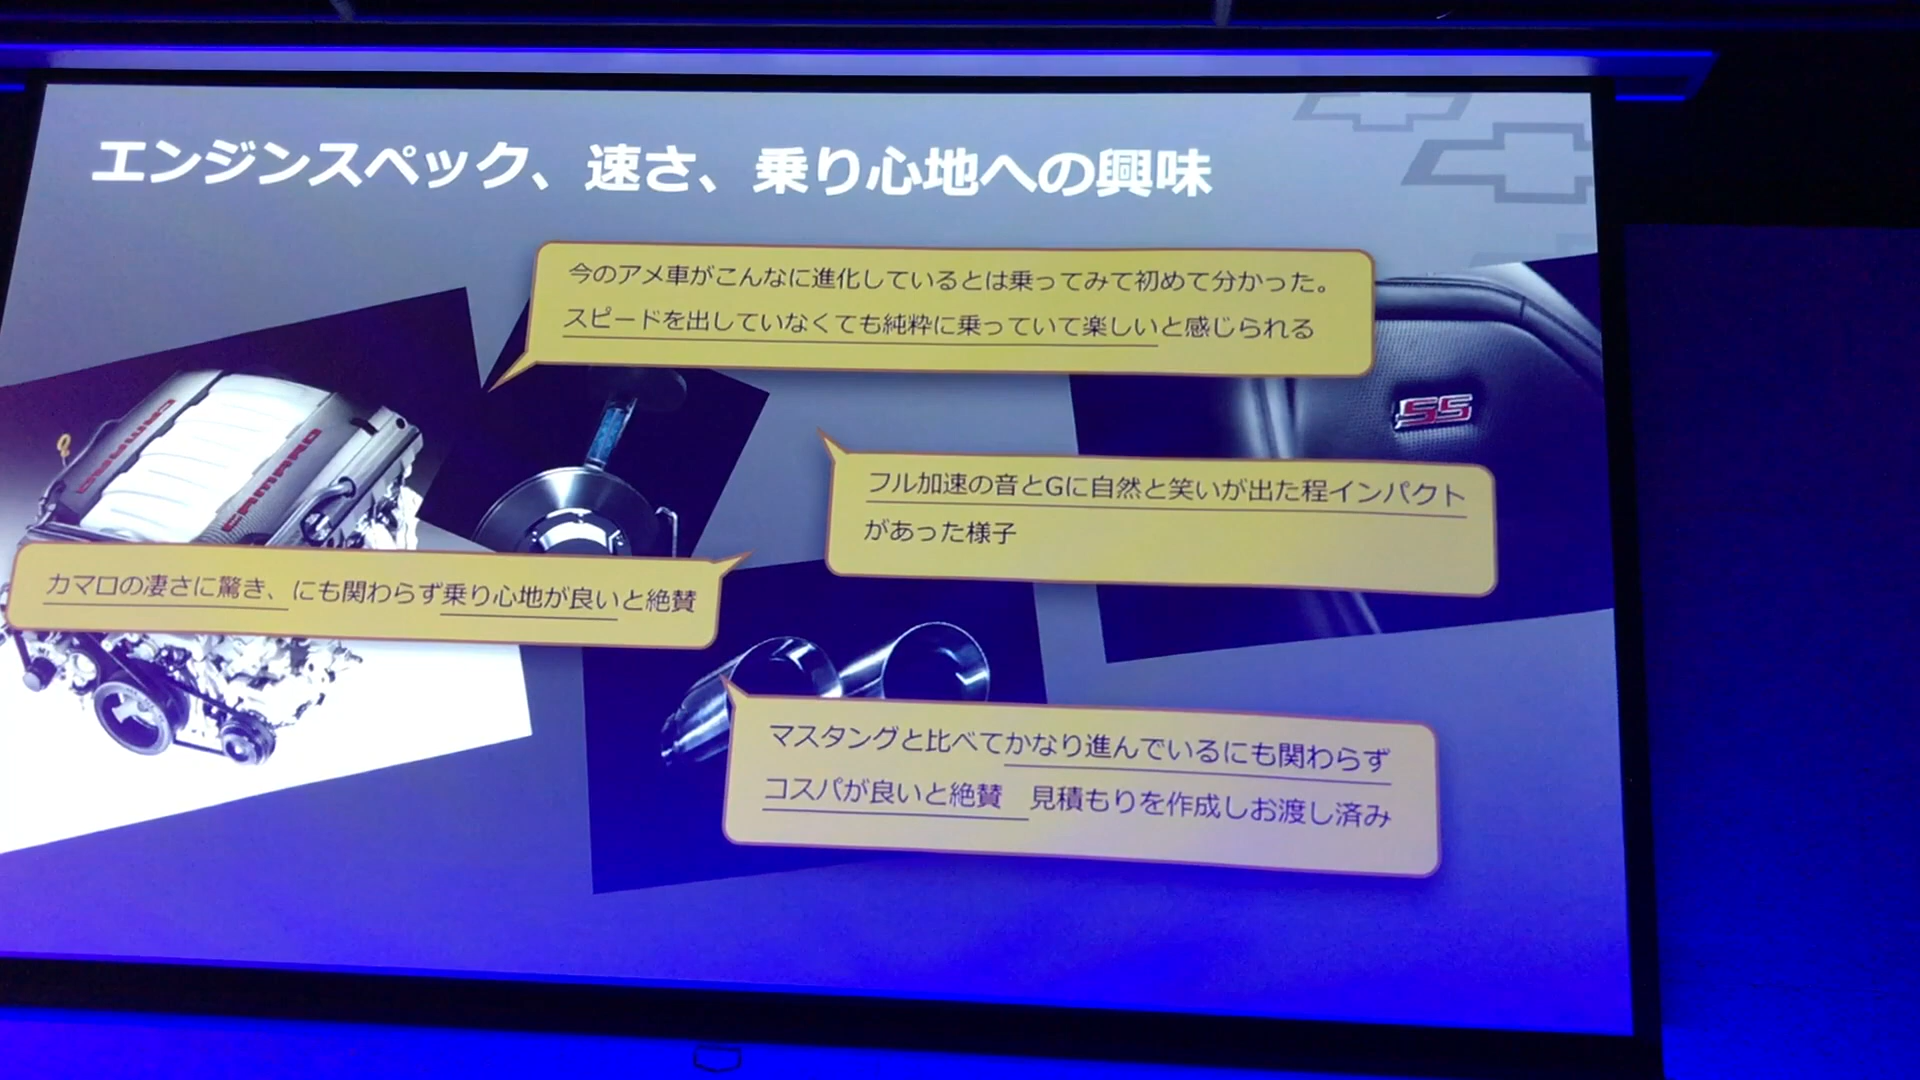 エンジンスペック、速さ、乗り心地への興味
今のアメ車がこんなに進化しているとは乗ってみて初めて分かった。
スピードを出していなくても純粋に乗っていて楽しいと感じられる
SS
フル加速の音とGに自然と笑いが出た程インパクト
があった様子
CAMARO
CAMARO
カマロの凄さに驚き、にも関わらず乗り心地が良いと絶賛
マスタングと比べてかなり進んでいるにも関わらず
コスパが良いと絶賛　見積もりを作成しお渡し済み